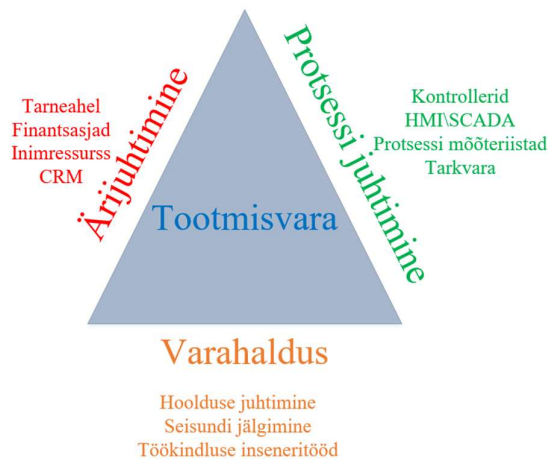 Ärijuhtimine
Tarneahel
Finantsasjad
Inimressurss
CRM
Protsessi juhtimine
Kontrollerid
HMI\SCADA
Protsessi mõõteriistad
Tarkvara
Tootmisvara
Varahaldus
Hoolduse juhtimine
Seisundi jälgimine
Töökindluse inseneritööd